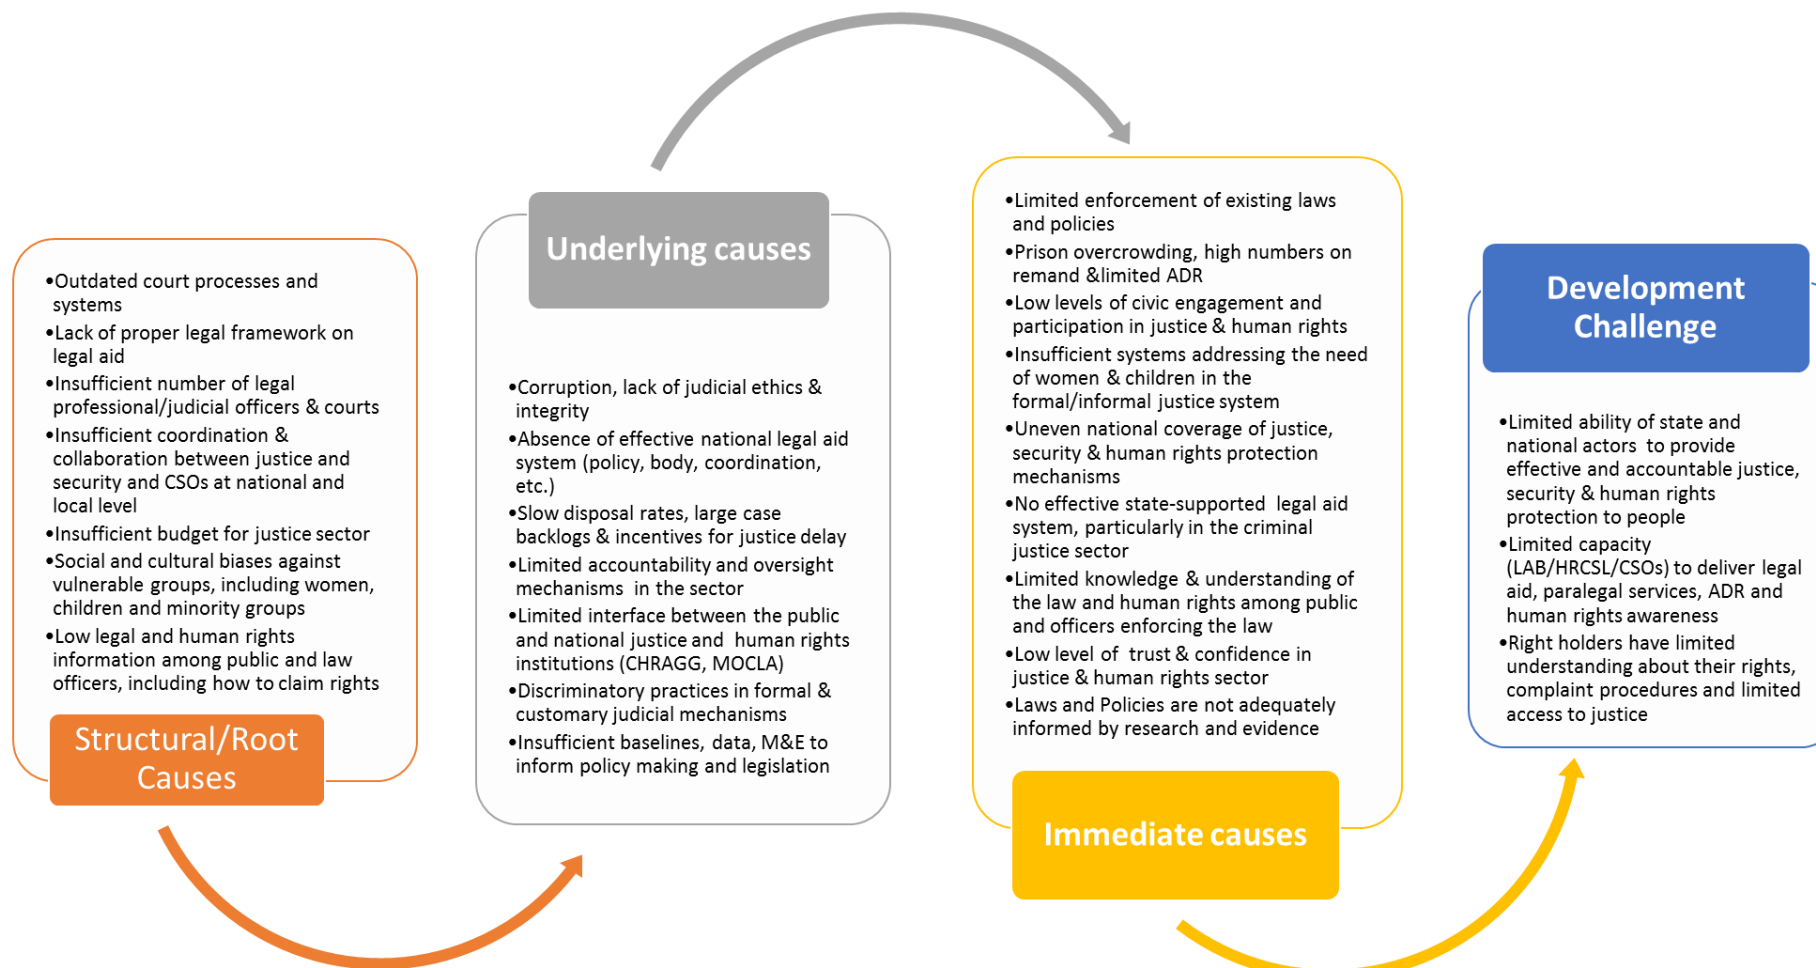 •Outdated court processes and
systems
•Lack of proper legal framework on
legal aid
•Insufficient number of legal
professional/judicial officers & courts
•Insufficient coordination &
collaboration between justice and
security and CSOs at national and
local level
•Insufficient budget for justice sector
•Social and cultural biases against
vulnerable groups, including women,
children and minority groups
•Low legal and human rights
information among public and law
officers, including how to claim rights
Structural/Root
Causes
Underlying causes
•Corruption, lack of judicial ethics &
integrity
•Absence of effective national legal aid
system (policy, body, coordination,
etc.)
•Slow disposal rates, large case
backlogs & incentives for justice delay
•Limited accountability and oversight
mechanisms  in the sector
•Limited interface between the public
and national justice and  human rights
institutions (CHRAGG, MOCLA)
•Discriminatory practices in formal &
customary judicial mechanisms
•Insufficient baselines, data, M&E to
inform policy making and legislation
•Limited enforcement of existing laws
and policies
•Prison overcrowding, high numbers on
remand &limited ADR
•Low levels of civic engagement and
participation in justice & human rights
•Insufficient systems addressing the need
of women & children in the
formal/informal justice system
•Uneven national coverage of justice,
security & human rights protection
mechanisms
•No effective state-supported  legal aid
system, particularly in the criminal
justice sector
•Limited knowledge & understanding of
the law and human rights among public
and officers enforcing the law
•Low level of  trust & confidence in
justice & human rights sector
•Laws and Policies are not adequately
informed by research and evidence
Immediate causes
Development
Challenge
•Limited ability of state and
national actors  to provide
effective and accountable justice,
security & human rights
protection to people
•Limited capacity
(LAB/HRCSL/CSOs) to deliver legal
aid, paralegal services, ADR and
human rights awareness
•Right holders have limited
understanding about their rights,
complaint procedures and limited
access to justice